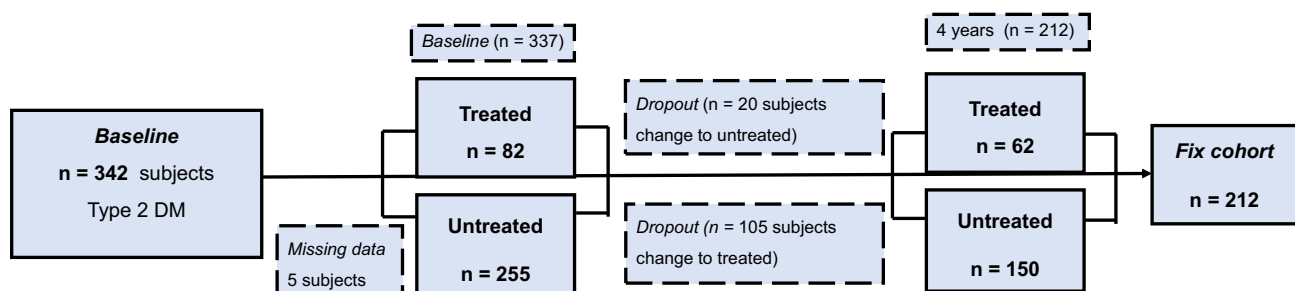 Baseline (n = 337)
4 years (n = 212)
Baseline
n = 342 subjects
Type 2 DM
Missing data
5 subjects
Treated
n = 82
Untreated
n = 255
Dropout (n = 20 subjects
change to untreated)
Dropout (n = 105 subjects
change to treated)
Treated
n = 62
Untreated
n = 150
Fix cohort
n = 212